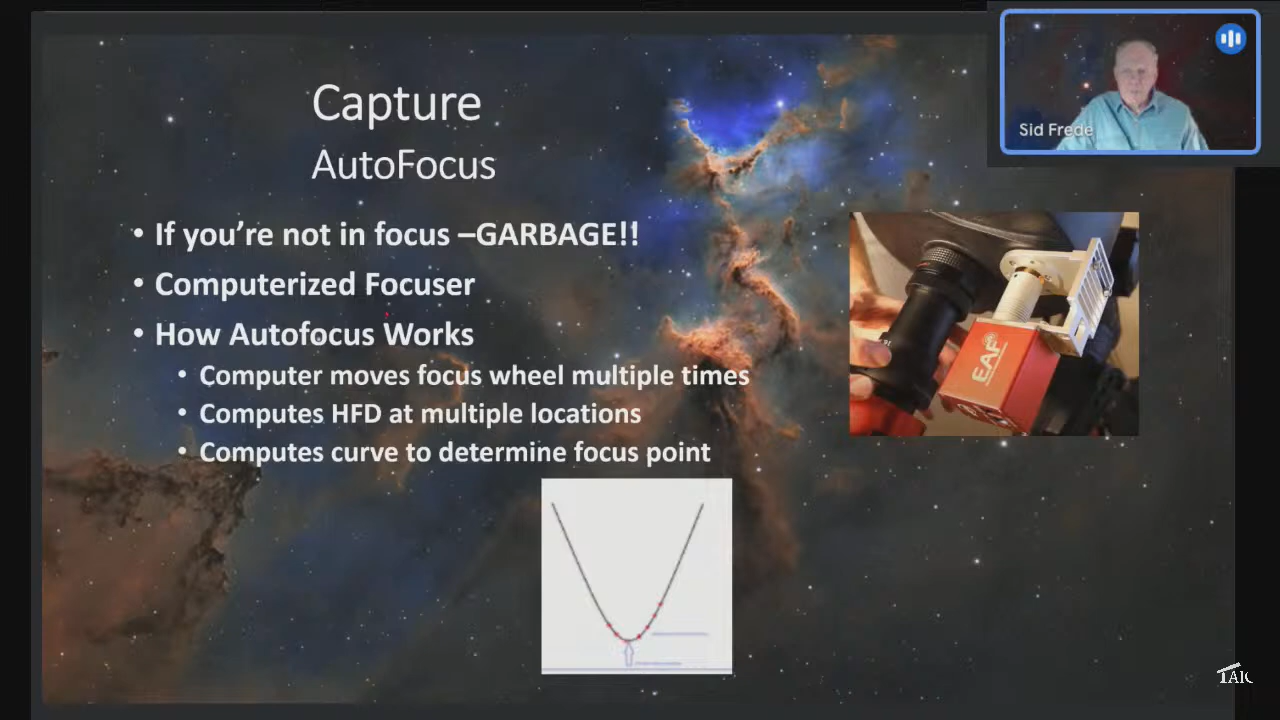 Capture
AutoFocus
• If you’re not in focus –GARBAGE!!
• Computerized Focuser
• How Autofocus Works
• Computer moves focus wheel multiple times
• Computes HFD at multiple locations
• Computes curve to determine focus point
Sid Frede
EAF
TAIC